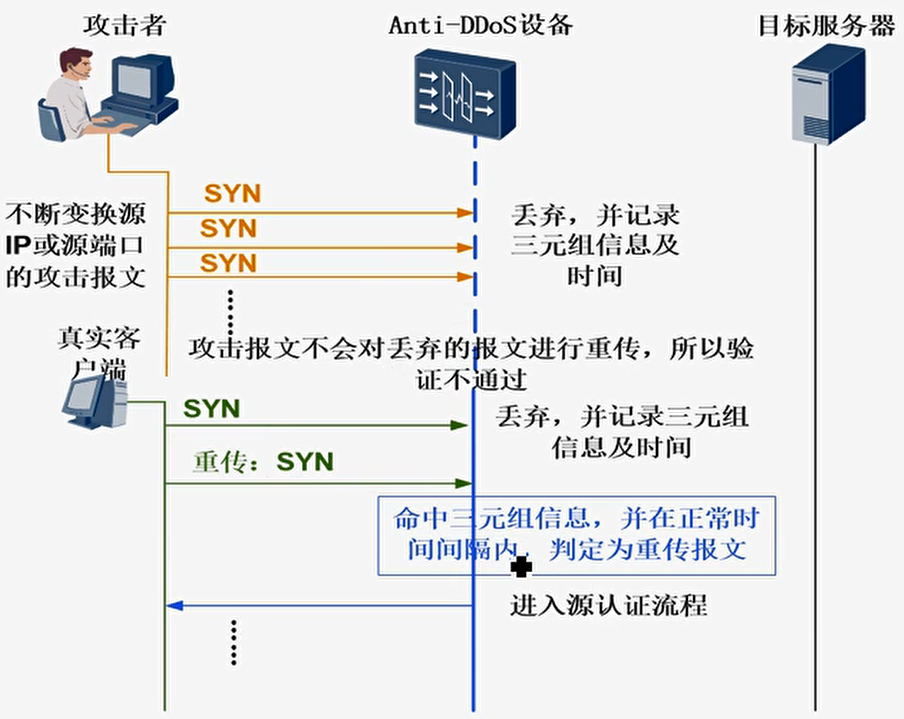 攻击者
Anti-DDoS设备
目标服务器
SYN
不断变换源
IP或源端口
的攻击报文
SYN
SYN
丢弃，并记录
三元组信息及
时间
真实客
户端
攻击报文不会对丢弃的报文进行重传，所以验
证不通过
SYN
丢弃，并记录三元组
信息及时间
重传：SYN
命中三元组信息，并在正常时
间间隔内，判定为重传报文
进入源认证流程